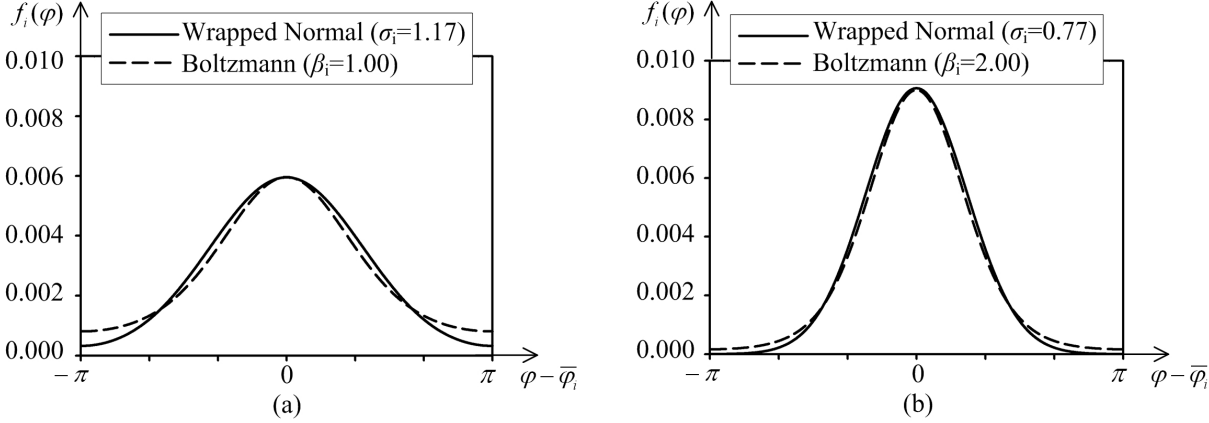 f_i(φ)
Wrapped Normal (σ_i=1.17)
Boltzmann (β_i=1.00)
0.010
0.008
0.006
0.004
0.002
0.000
−π 0 π φ−φ̅_i
(a)
f_i(φ)
Wrapped Normal (σ_i=0.77)
Boltzmann (β_i=2.00)
0.010
0.008
0.006
0.004
0.002
0.000
−π 0 π φ−φ̅_i
(b)